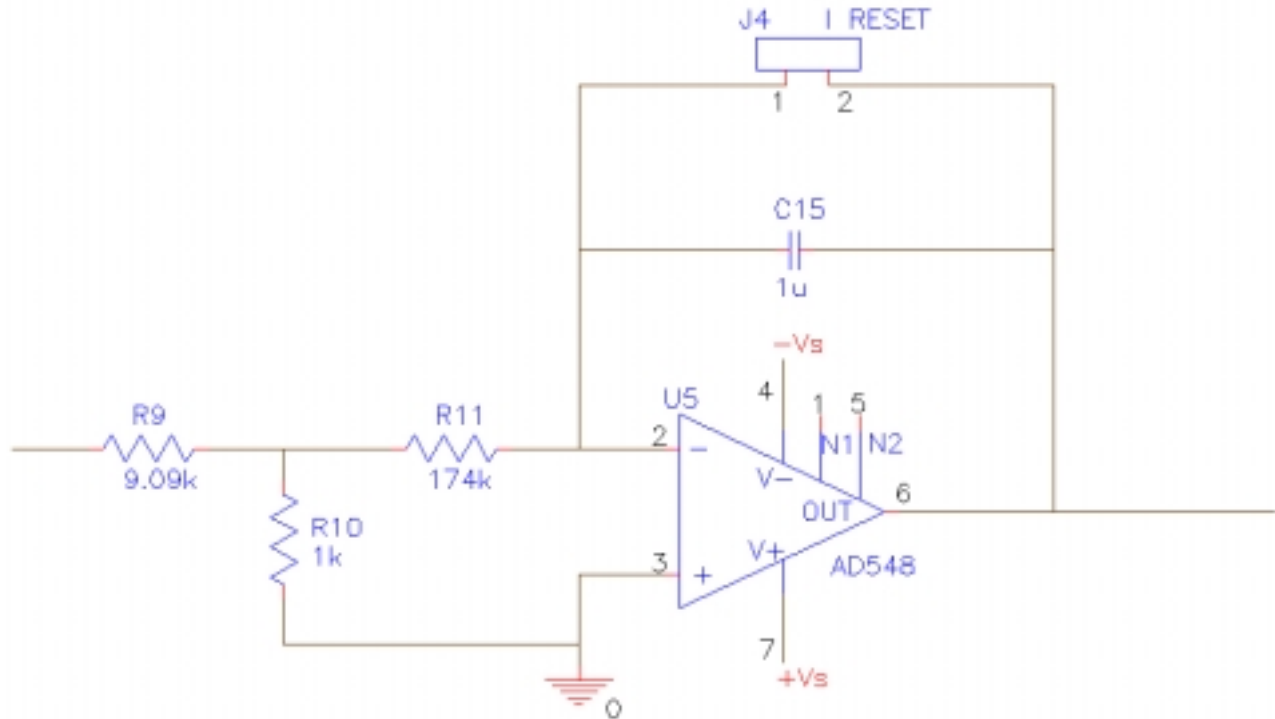 J4 I RESET
1 2
C15
1u
-Vs
4
1 5
U5
N1 N2
R9
9.09k
R11
174k
2
-
V-
OUT
6
R10
1k
3
+
V+
AD548
7
+Vs
0